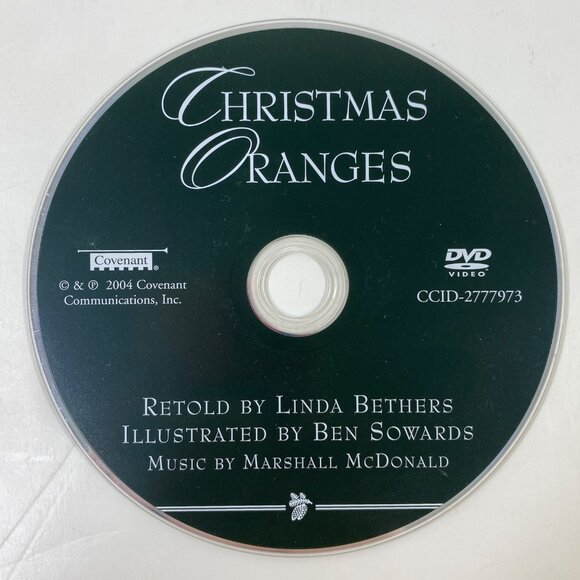 CHRISTMAS
ORANGES
Covenant®
© & ℗ 2004 Covenant
Communications, Inc.
DVD
VIDEO
CCID-2777973
RETOLD BY LINDA BETHERS
ILLUSTRATED BY BEN SOWARDS
MUSIC BY MARSHALL MCDONALD